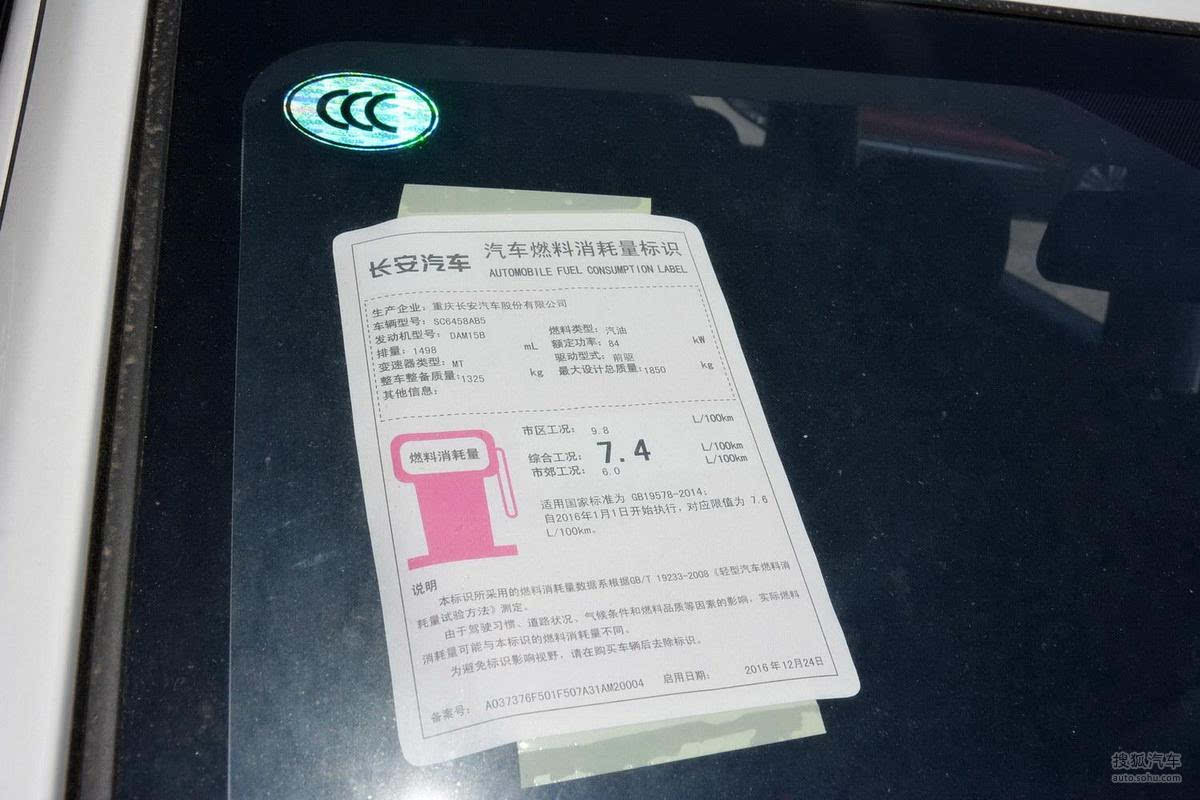 CCC
长安汽车
汽车燃料消耗量标识
AUTOMOBILE FUEL CONSUMPTION LABEL
生产企业：重庆长安汽车股份有限公司
车辆型号：SC6458AB5
发动机型号：DAM15B 燃料类型：汽油
排量：1498 mL 额定功率：84 kW
变速器类型：MT 驱动型式：前驱
整车整备质量：1325 kg 最大设计总质量：1850 kg
其他信息：
燃料消耗量
市区工况：9.8 L/100km
综合工况：7.4 L/100km
市郊工况：6.0 L/100km
适用国家标准为 GB19578-2014；
自2016年1月1日开始执行，对应限值为 7.6
L/100km。
说明
本标识所采用的燃料消耗量数据系根据GB/T 19233-2008《轻型汽车燃料消
耗量试验方法》测定。
由于驾驶习惯、道路状况、气候条件和燃料品质等因素的影响，实际燃料
消耗量可能与本标识的燃料消耗量不同。
为避免标识影响视野，请在购买车辆后去除标识。
备案号：A037376F501F507A31AM20004 启用日期：2016年12月24日
搜狐汽车
auto.sohu.com